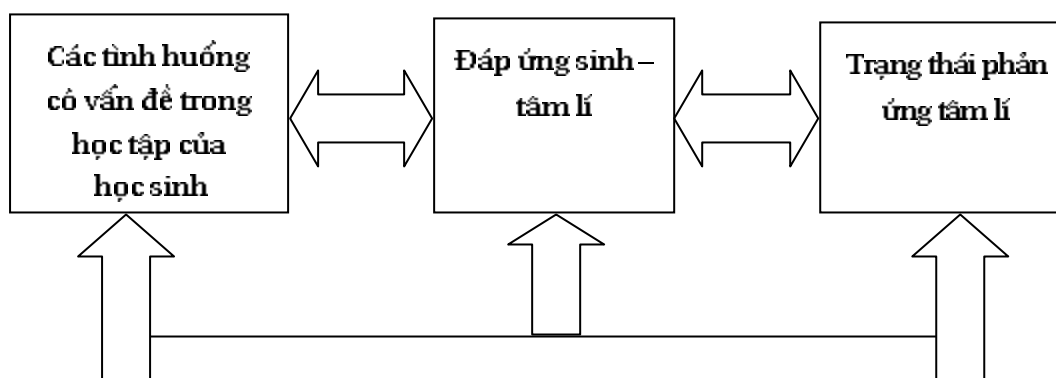 Các tình huống
có vấn đề trong
học tập của
học sinh
Đáp ứng sinh –
tâm lí
Trạng thái phản
ứng tâm lí